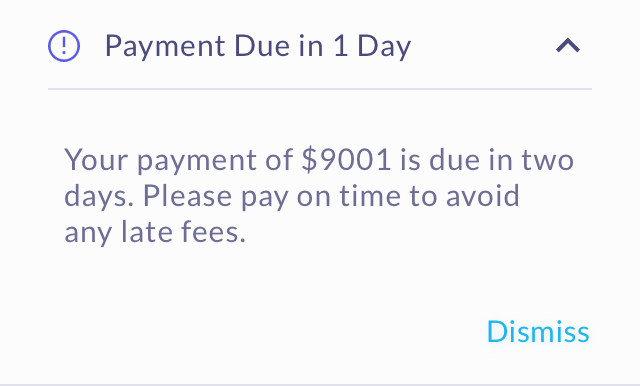 Payment Due in 1 Day
Your payment of $9001 is due in two
days. Please pay on time to avoid
any late fees.
Dismiss